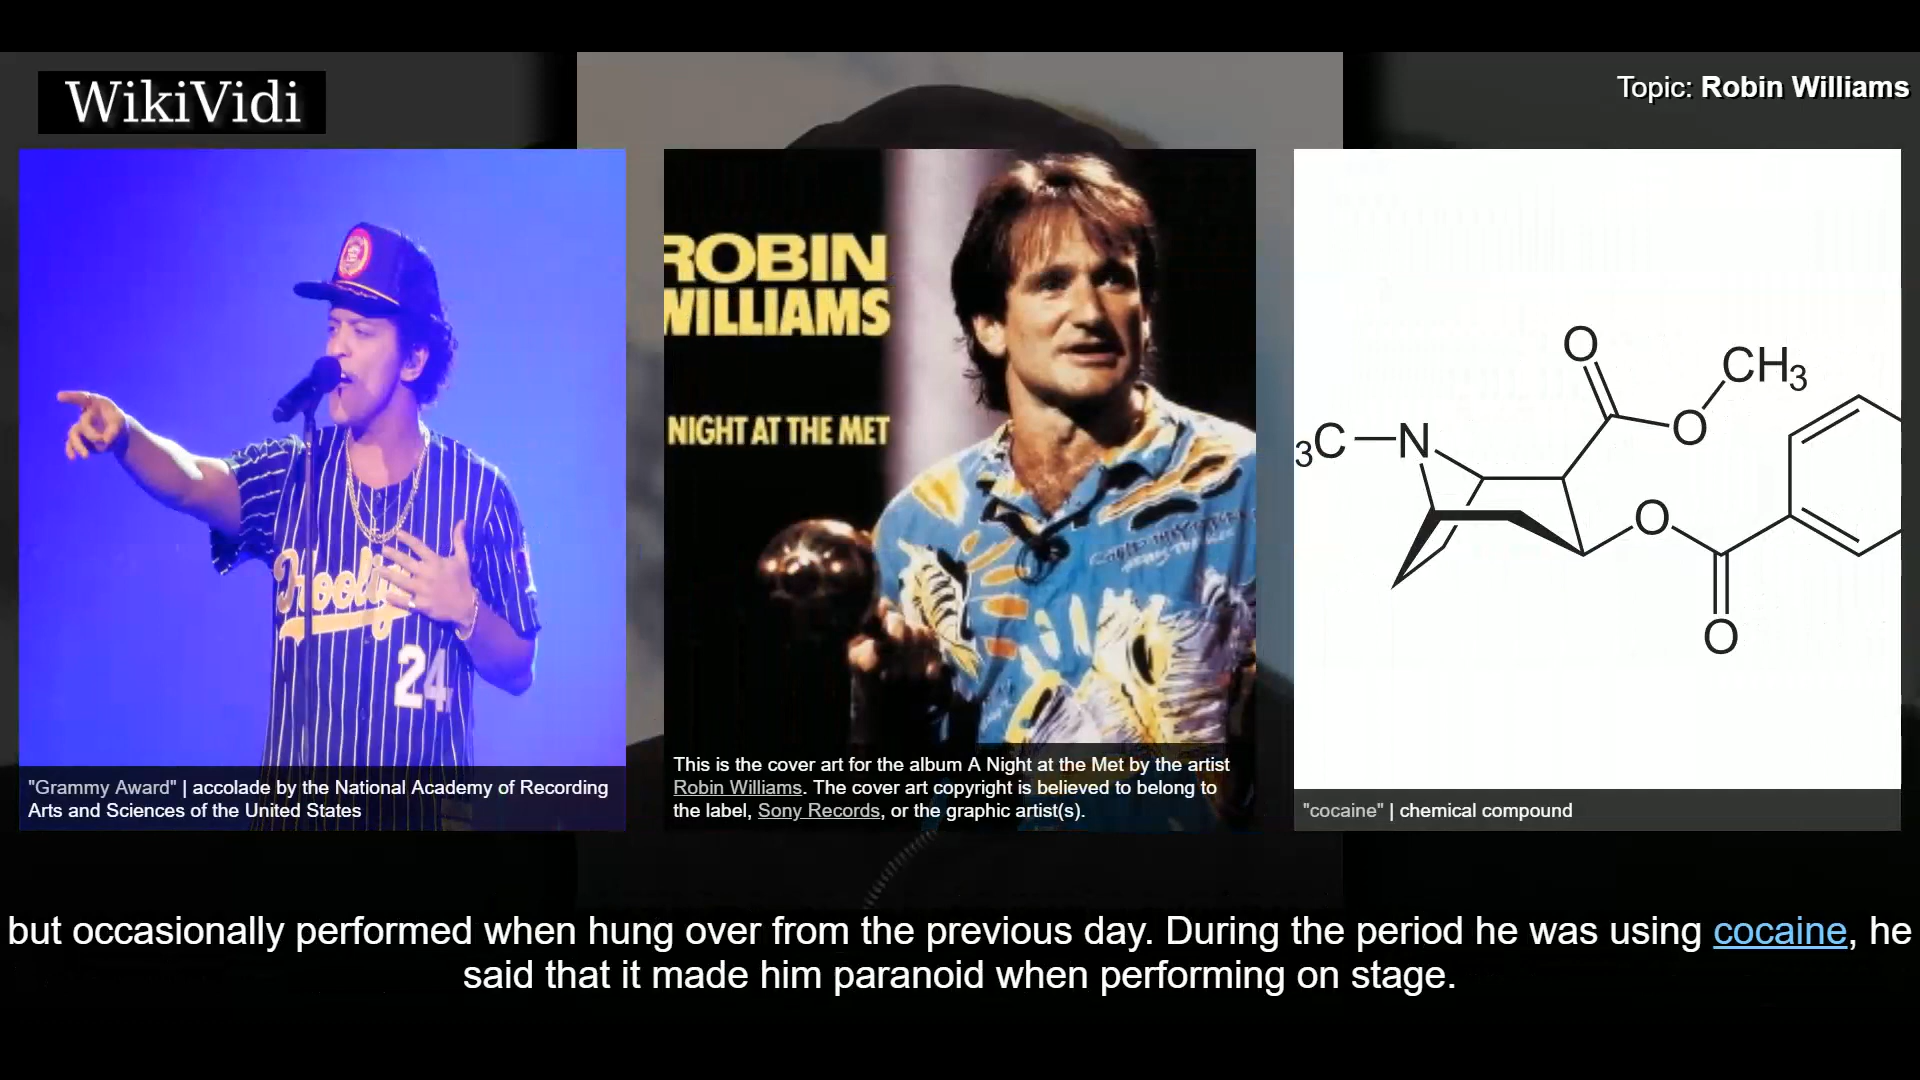 WikiVidi
Topic: Robin Williams
ROBIN
WILLIAMS
NIGHT AT THE MET
Hooligans
24
O
CH3
O
3C N
O
O
"Grammy Award" | accolade by the National Academy of Recording
Arts and Sciences of the United States
This is the cover art for the album A Night at the Met by the artist
Robin Williams. The cover art copyright is believed to belong to
the label, Sony Records, or the graphic artist(s).
"cocaine" | chemical compound
but occasionally performed when hung over from the previous day. During the period he was using cocaine, he
said that it made him paranoid when performing on stage.